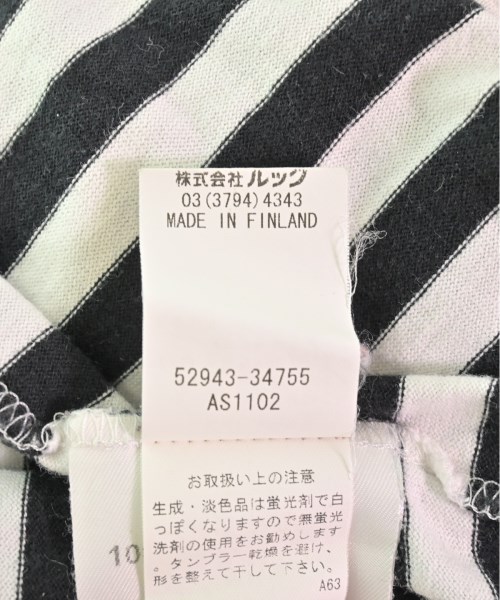 株式会社ルック
03(3794)4343
MADE IN FINLAND
52943-34755
AS1102
お取扱い上の注意
生成・淡色品は蛍光剤で白
っぽくなりますので無蛍光
洗剤の使用をお勧めします
。タンブラー乾燥を避け、
形を整えて干して下さい。
A63
10